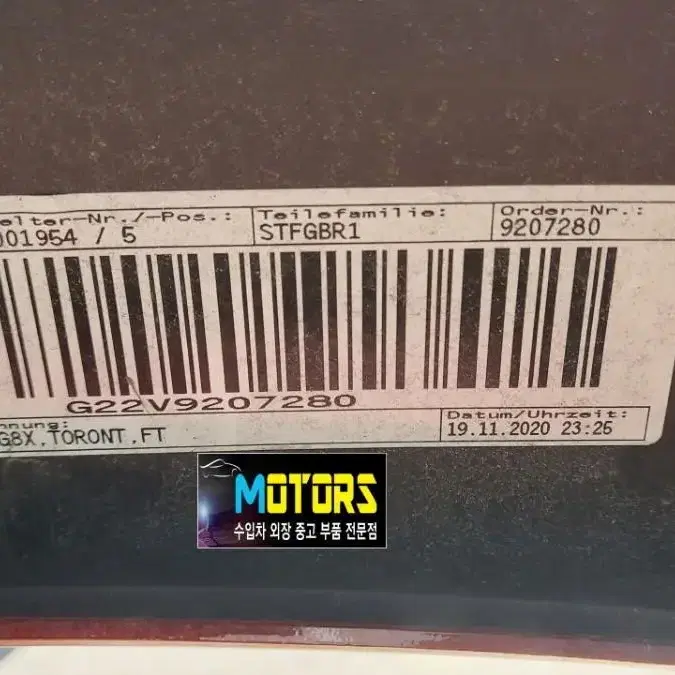 elter-Nr./-Pos.: Teilefamilie: Order-Nr.:
001954 / 5 STFGBR1 9207280
G22V9207280
nnung: Datum/Uhrzeit:
G8X,TORONT,FT 19.11.2020 23:25
MOTORS
수입차 외장 중고 부품 전문점